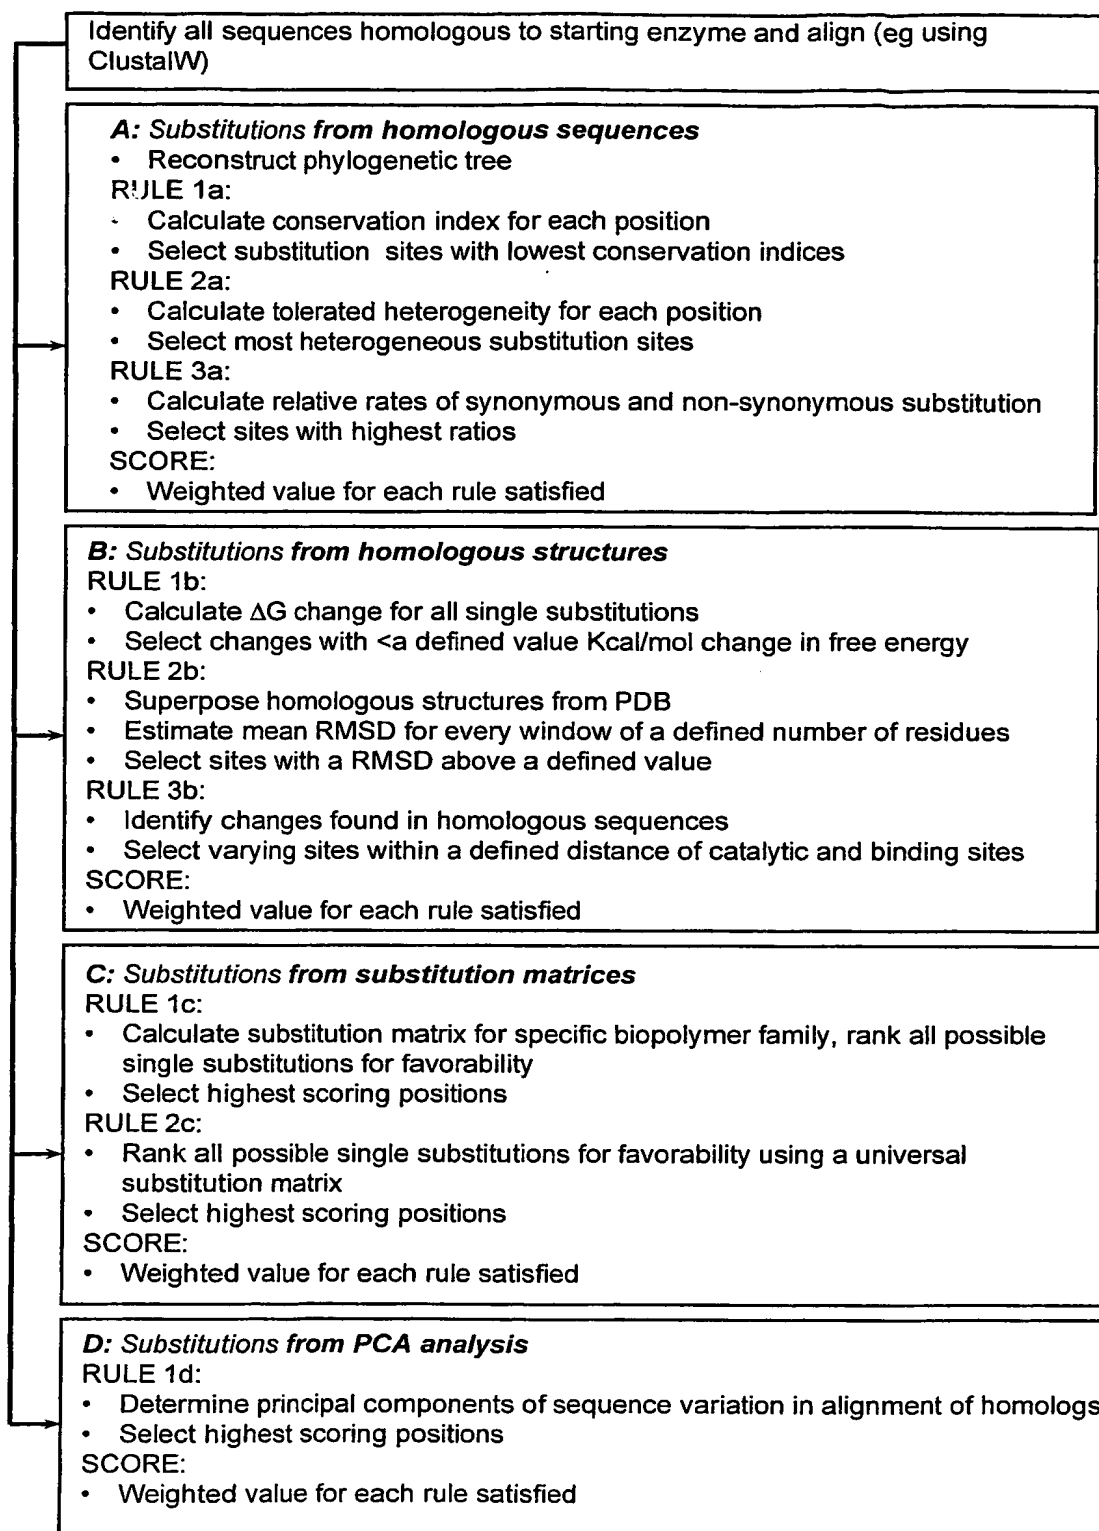 Identify all sequences homologous to starting enzyme and align (eg using
ClustalW)
A: Substitutions from homologous sequences
• Reconstruct phylogenetic tree
RULE 1a:
• Calculate conservation index for each position
• Select substitution sites with lowest conservation indices
RULE 2a:
• Calculate tolerated heterogeneity for each position
• Select most heterogeneous substitution sites
RULE 3a:
• Calculate relative rates of synonymous and non-synonymous substitution
• Select sites with highest ratios
SCORE:
• Weighted value for each rule satisfied
B: Substitutions from homologous structures
RULE 1b:
• Calculate ΔG change for all single substitutions
• Select changes with <a defined value Kcal/mol change in free energy
RULE 2b:
• Superpose homologous structures from PDB
• Estimate mean RMSD for every window of a defined number of residues
• Select sites with a RMSD above a defined value
RULE 3b:
• Identify changes found in homologous sequences
• Select varying sites within a defined distance of catalytic and binding sites
SCORE:
• Weighted value for each rule satisfied
C: Substitutions from substitution matrices
RULE 1c:
• Calculate substitution matrix for specific biopolymer family, rank all possible
single substitutions for favorability
• Select highest scoring positions
RULE 2c:
• Rank all possible single substitutions for favorability using a universal
substitution matrix
• Select highest scoring positions
SCORE:
• Weighted value for each rule satisfied
D: Substitutions from PCA analysis
RULE 1d:
• Determine principal components of sequence variation in alignment of homologs
• Select highest scoring positions
SCORE:
• Weighted value for each rule satisfied